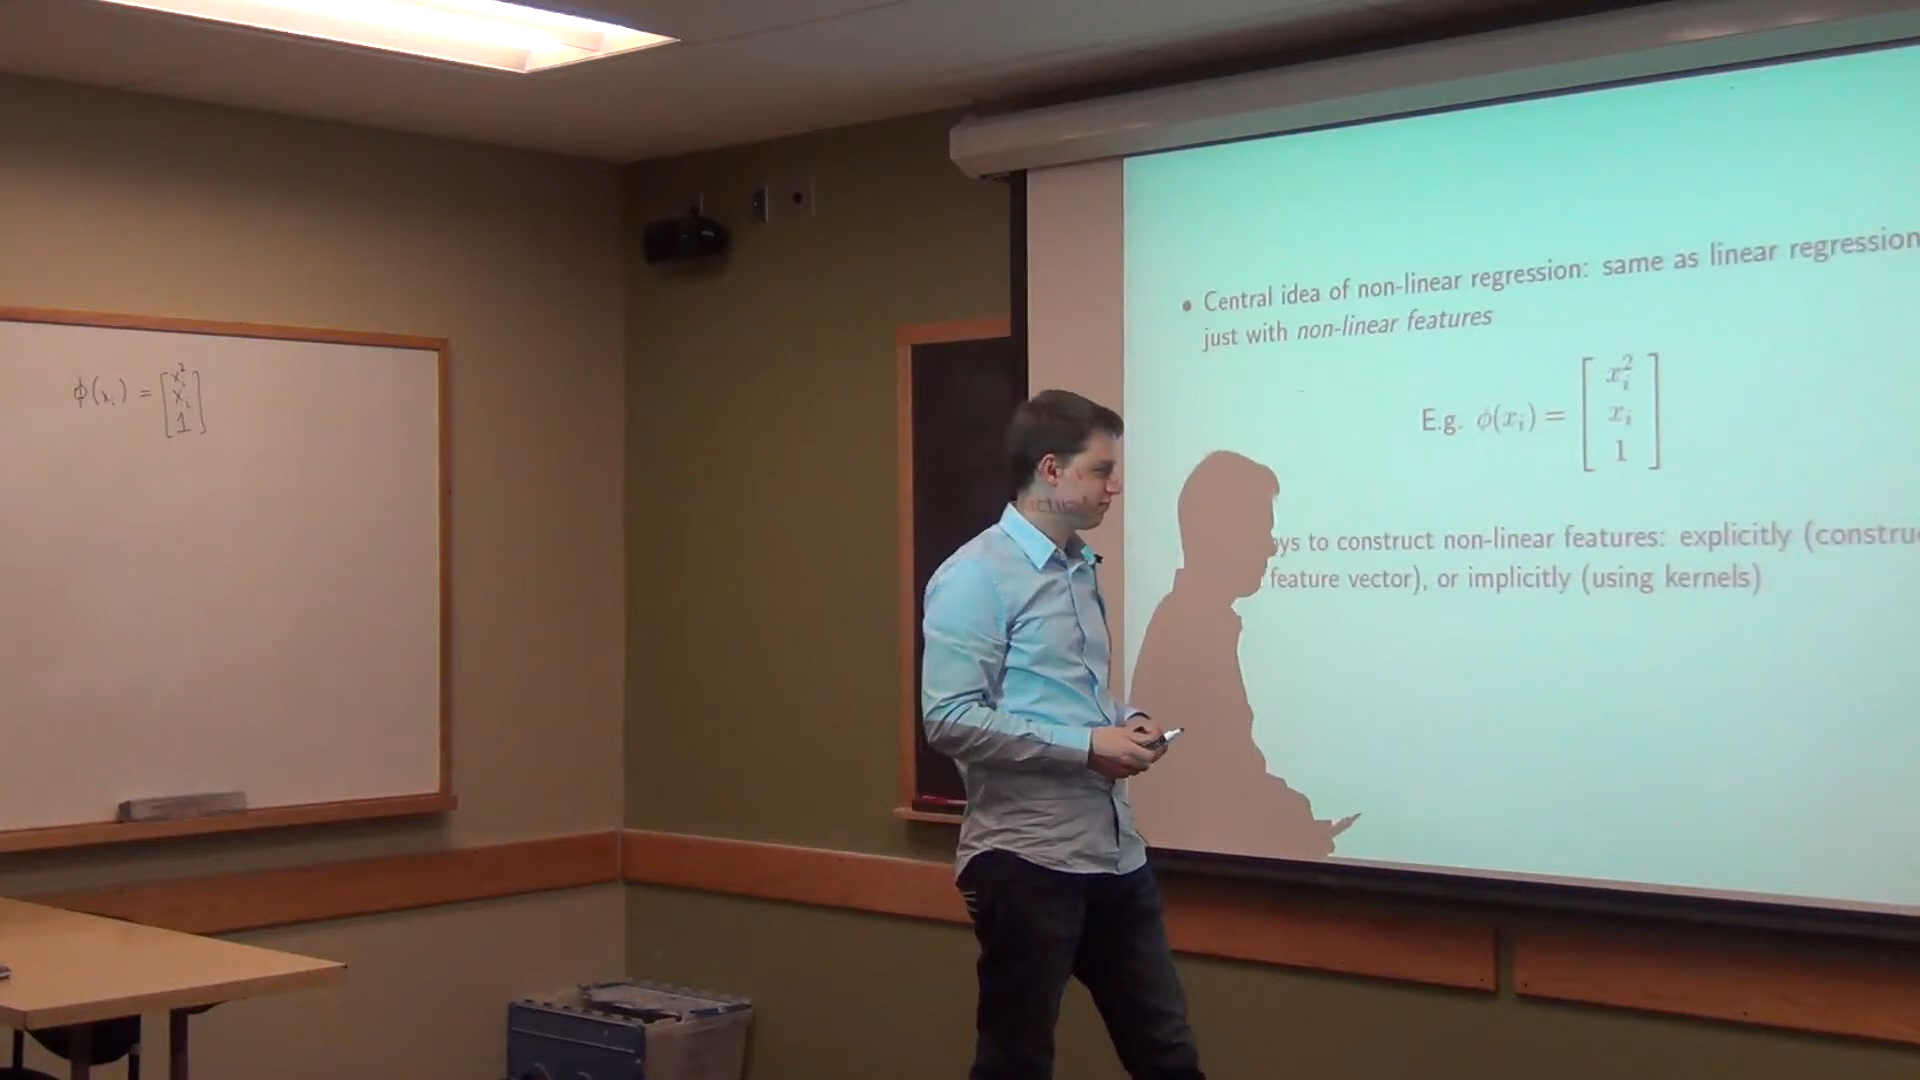 ϕ(xᵢ) = [xᵢ² xᵢ 1]
• Central idea of non-linear regression: same as linear regression
just with non-linear features
E.g. ϕ(xᵢ) = [xᵢ² xᵢ 1]
to construct non-linear features: explicitly
feature vector), or implicitly (using kernels)